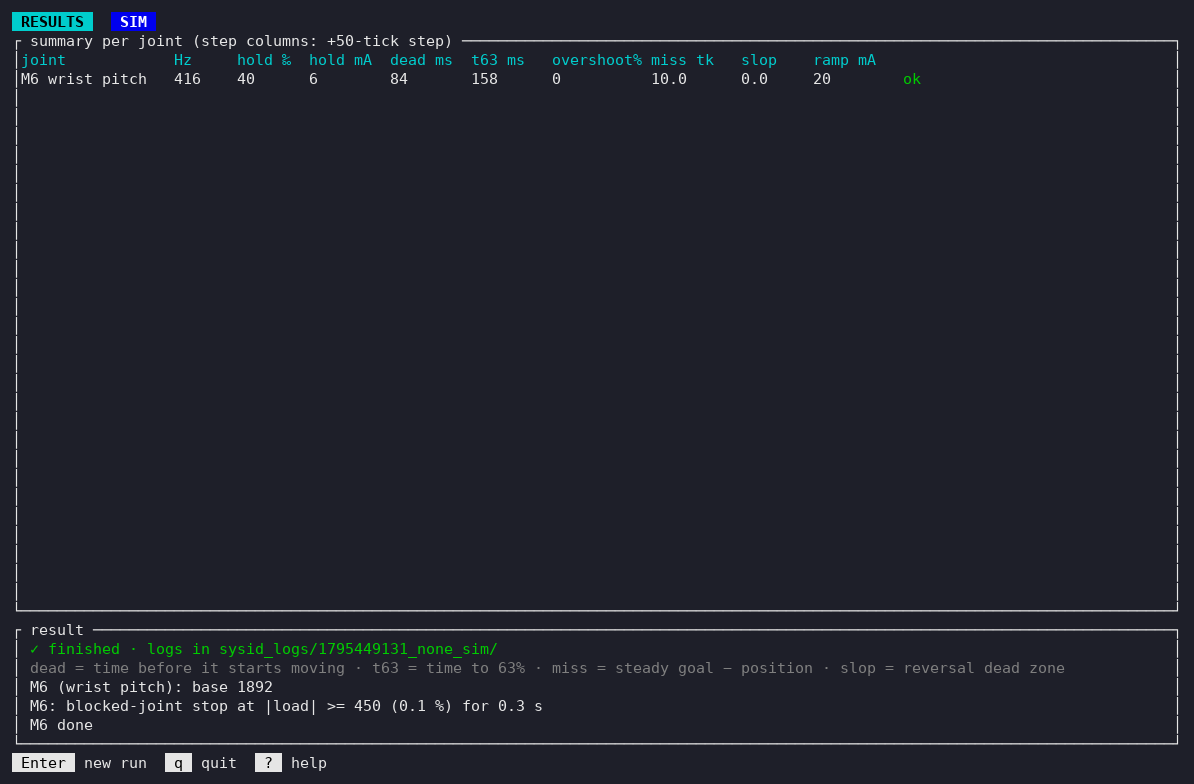 RESULTS SIM
summary per joint (step columns: +50-tick step)
joint Hz hold % hold mA dead ms t63 ms overshoot% miss tk slop ramp mA
M6 wrist pitch 416 40 6 84 158 0 10.0 0.0 20 ok
result
✓ finished · logs in sysid_logs/1795449131_none_sim/
dead = time before it starts moving · t63 = time to 63% · miss = steady goal − position · slop = reversal dead zone
M6 (wrist pitch): base 1892
M6: blocked-joint stop at |load| >= 450 (0.1 %) for 0.3 s
M6 done
Enter new run q quit ? help